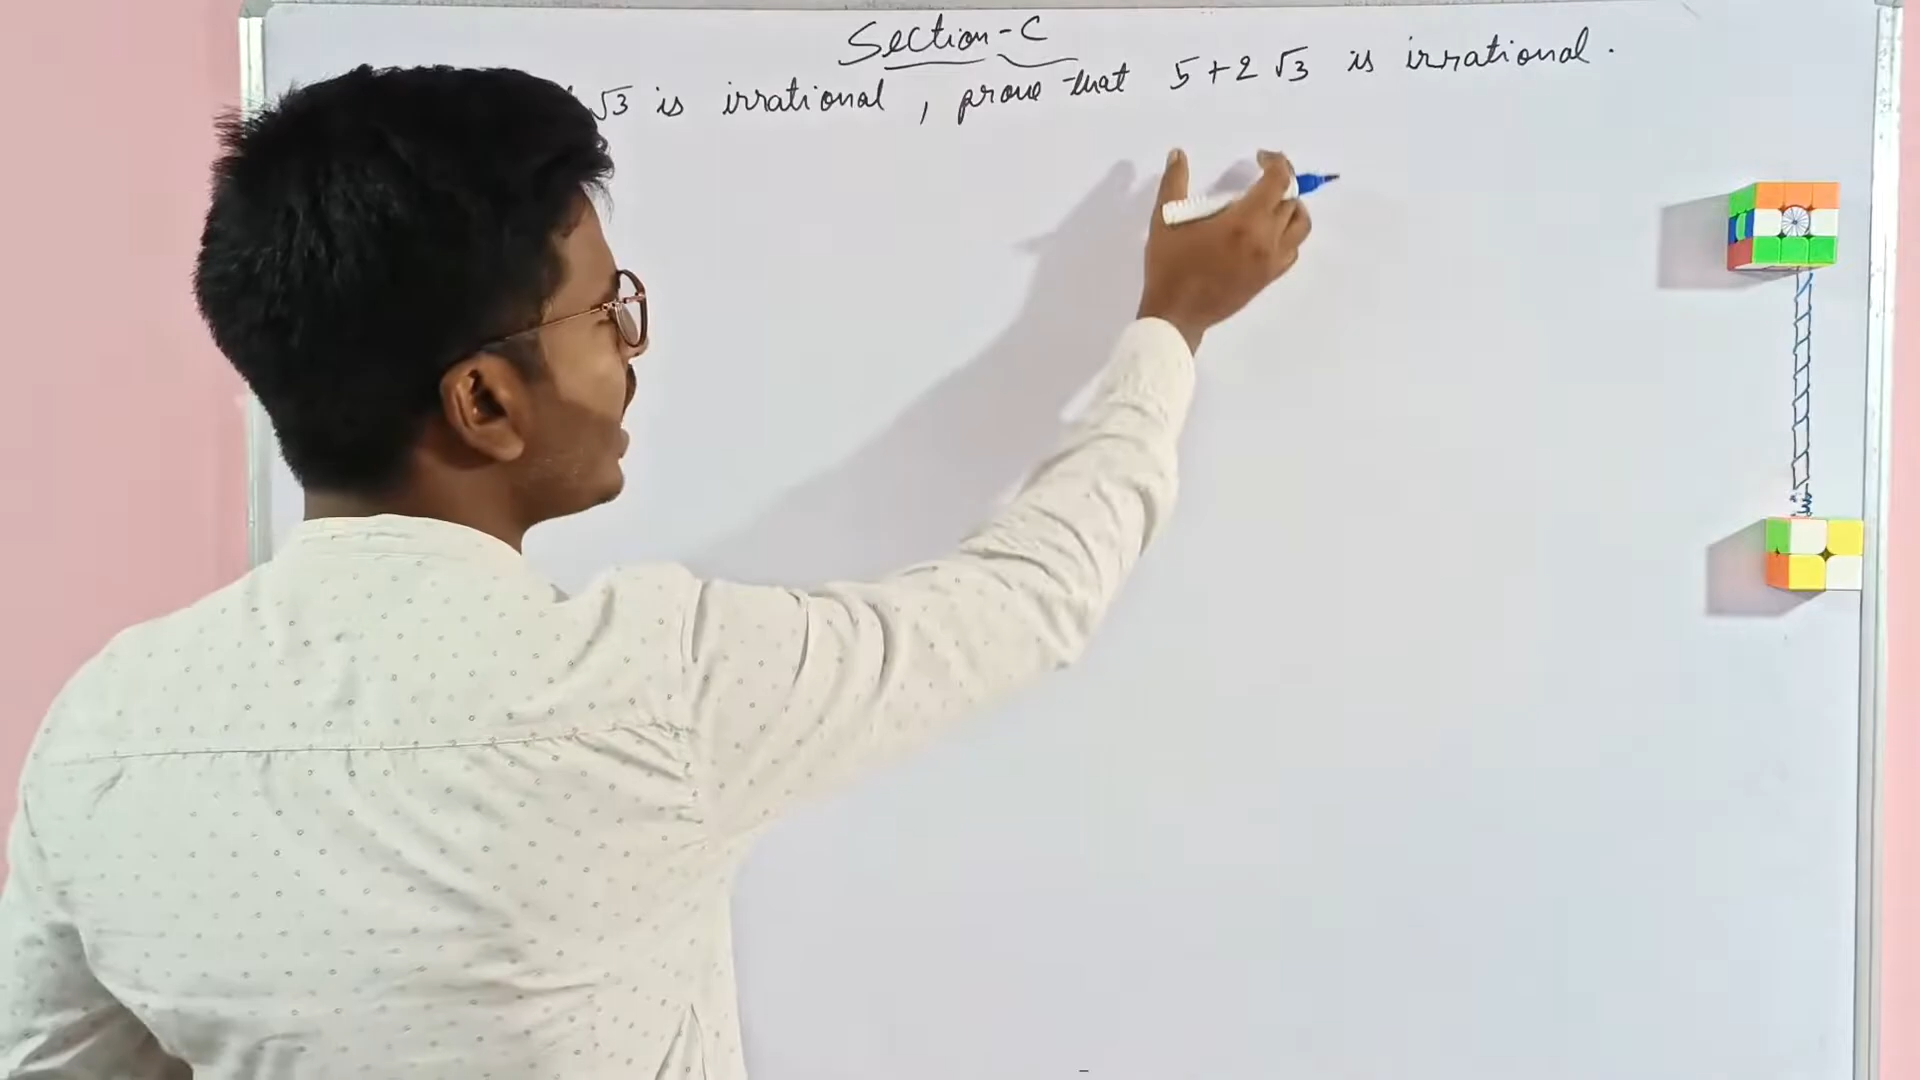 Section-C
√3 is irrational, prove that 5+2√3 is irrational.